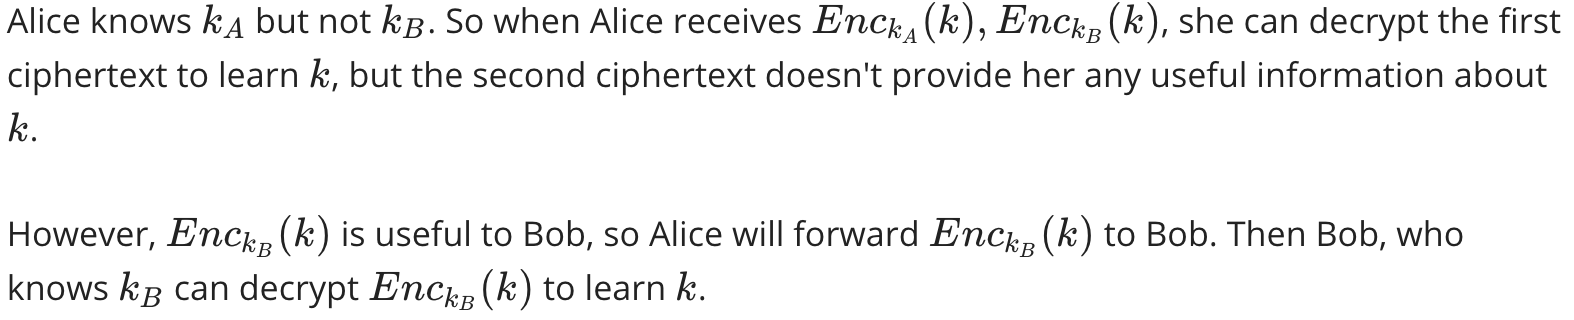 Alice knows $k_A$ but not $k_B$. So when Alice receives $Enc_{k_A}(k), Enc_{k_B}(k)$, she can decrypt the first
ciphertext to learn $k$, but the second ciphertext doesn't provide her any useful information about
$k$.
However, $Enc_{k_B}(k)$ is useful to Bob, so Alice will forward $Enc_{k_B}(k)$ to Bob. Then Bob, who
knows $k_B$ can decrypt $Enc_{k_B}(k)$ to learn $k$.